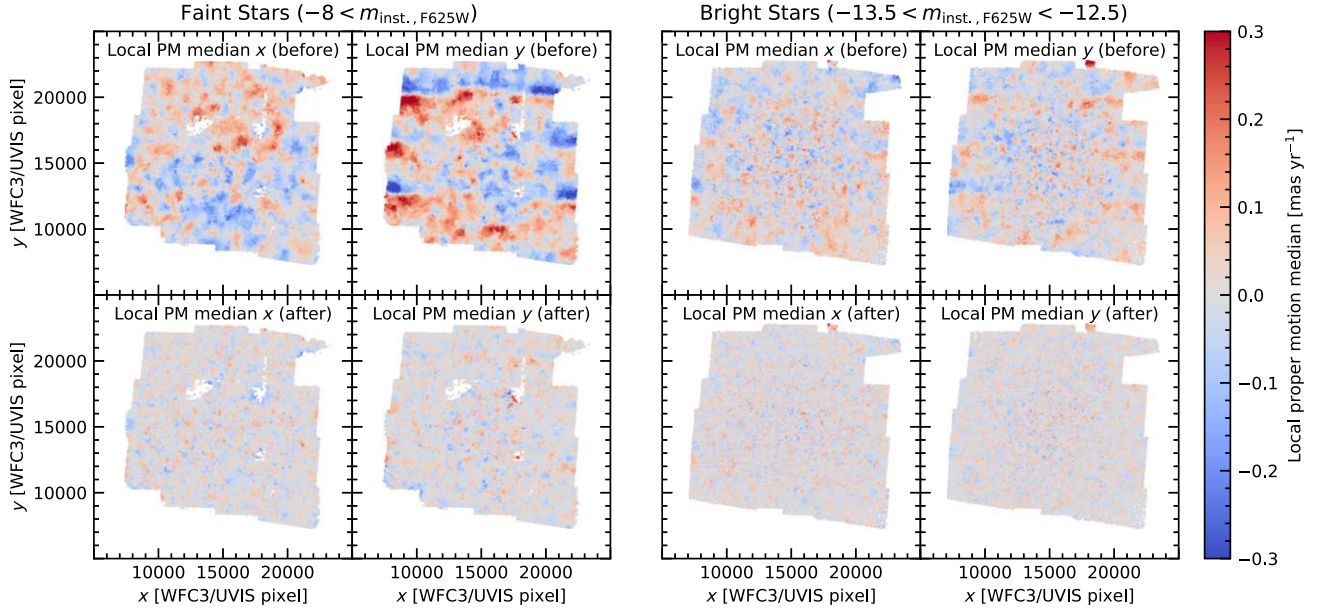 Faint Stars (−8 < m_inst., F625W)
Bright Stars (−13.5 < m_inst., F625W < −12.5)
Local PM median x (before)
Local PM median y (before)
Local PM median x (before)
Local PM median y (before)
20000
15000
10000
y [WFC3/UVIS pixel]
Local PM median x (after)
Local PM median y (after)
Local PM median x (after)
Local PM median y (after)
20000
15000
10000
y [WFC3/UVIS pixel]
10000 15000 20000
10000 15000 20000
10000 15000 20000
10000 15000 20000
x [WFC3/UVIS pixel]
x [WFC3/UVIS pixel]
x [WFC3/UVIS pixel]
x [WFC3/UVIS pixel]
0.3
0.2
0.1
0.0
−0.1
−0.2
−0.3
Local proper motion median [mas yr⁻¹]